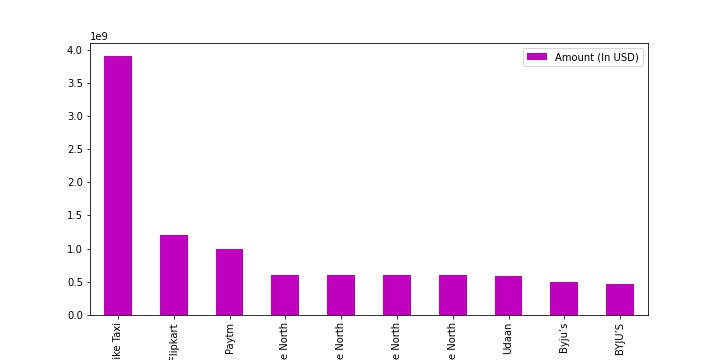 1e9
Amount (In USD)
4.0
3.5
3.0
2.5
2.0
1.5
1.0
0.5
0.0
ike Taxi
Flipkart
Paytm
e North
e North
e North
e North
Udaan
Byju's
BYJU'S